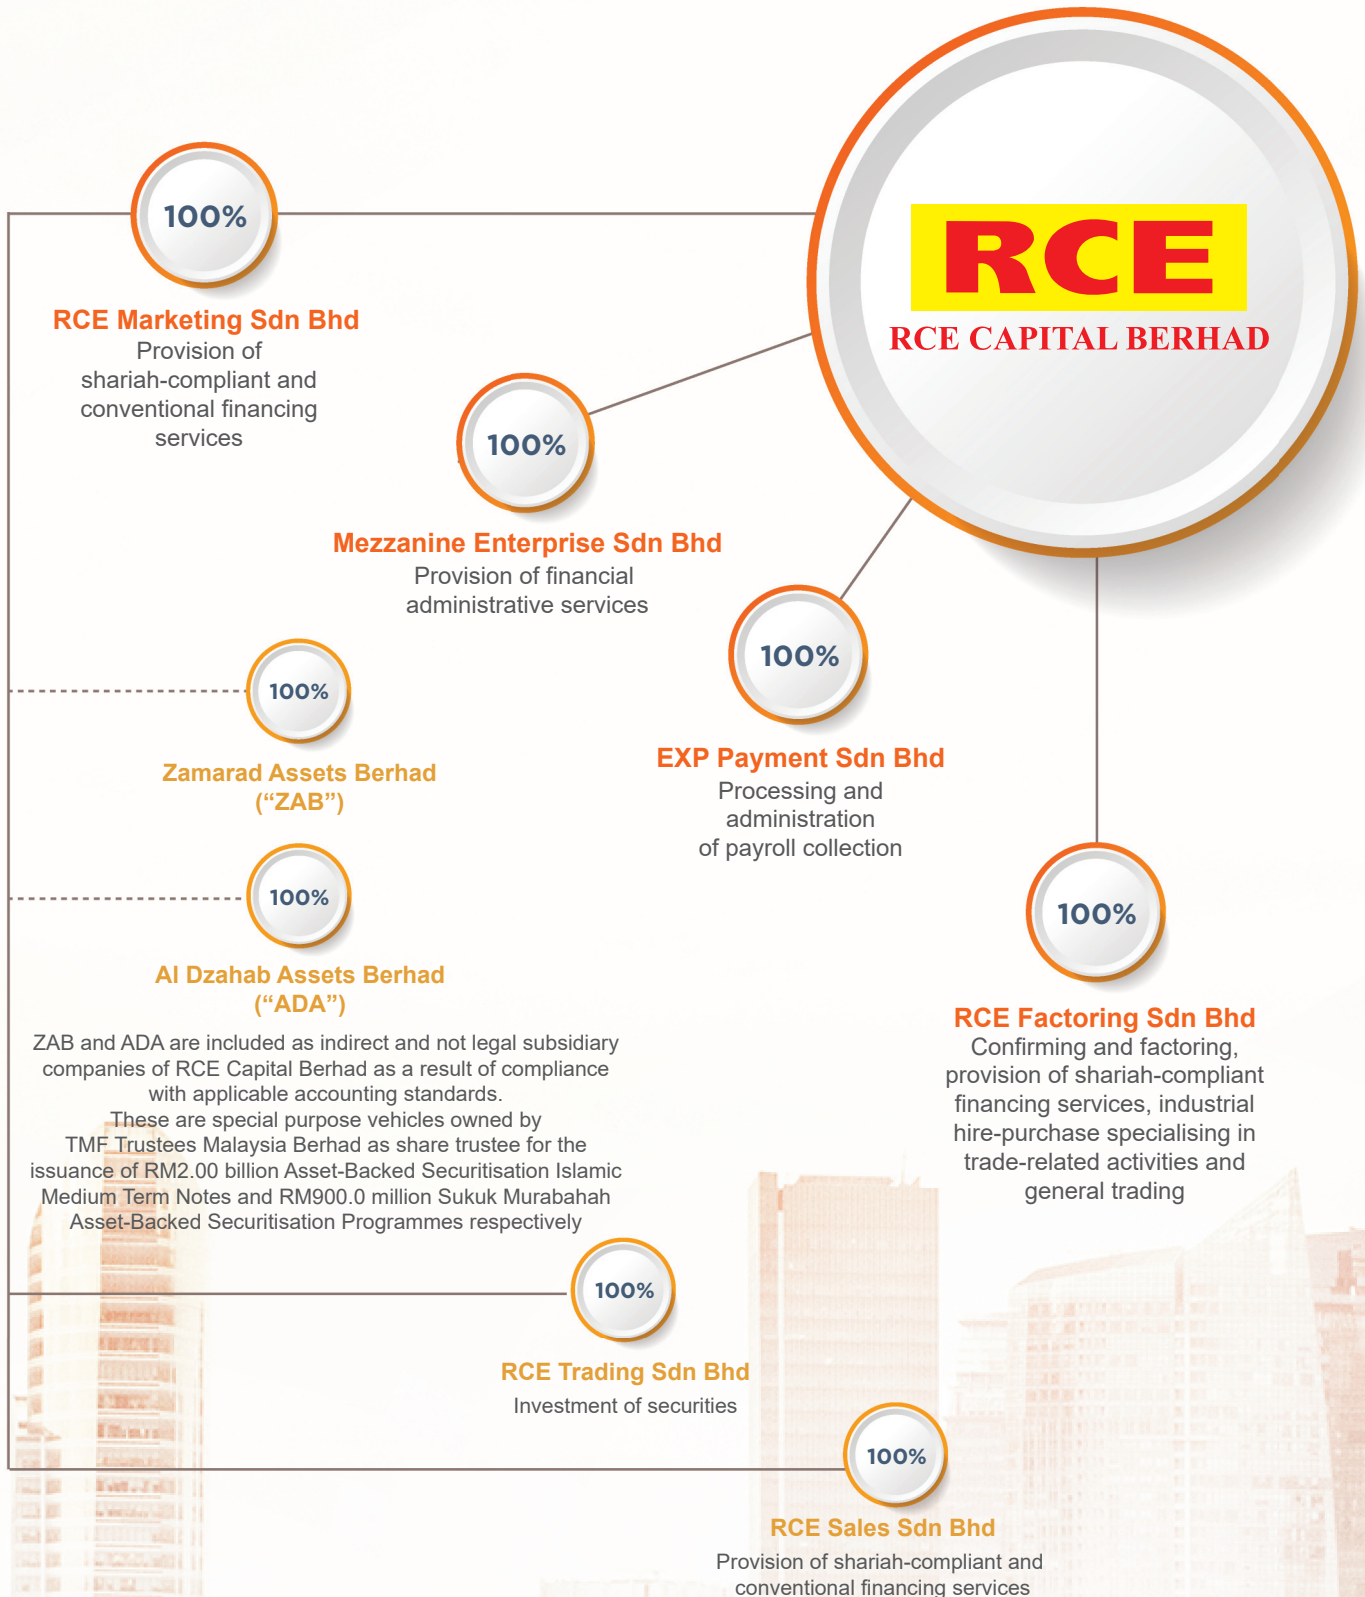 RCE
RCE CAPITAL BERHAD
100%
RCE Marketing Sdn Bhd
Provision of
shariah-compliant and
conventional financing
services
100%
Mezzanine Enterprise Sdn Bhd
Provision of financial
administrative services
100%
EXP Payment Sdn Bhd
Processing and
administration
of payroll collection
100%
RCE Factoring Sdn Bhd
Confirming and factoring,
provision of shariah-compliant
financing services, industrial
hire-purchase specialising in
trade-related activities and
general trading
100%
Zamarad Assets Berhad
(“ZAB”)
100%
Al Dzahab Assets Berhad
(“ADA”)
ZAB and ADA are included as indirect and not legal subsidiary
companies of RCE Capital Berhad as a result of compliance
with applicable accounting standards.
These are special purpose vehicles owned by
TMF Trustees Malaysia Berhad as share trustee for the
issuance of RM2.00 billion Asset-Backed Securitisation Islamic
Medium Term Notes and RM900.0 million Sukuk Murabahah
Asset-Backed Securitisation Programmes respectively
100%
RCE Trading Sdn Bhd
Investment of securities
100%
RCE Sales Sdn Bhd
Provision of shariah-compliant and
conventional financing services